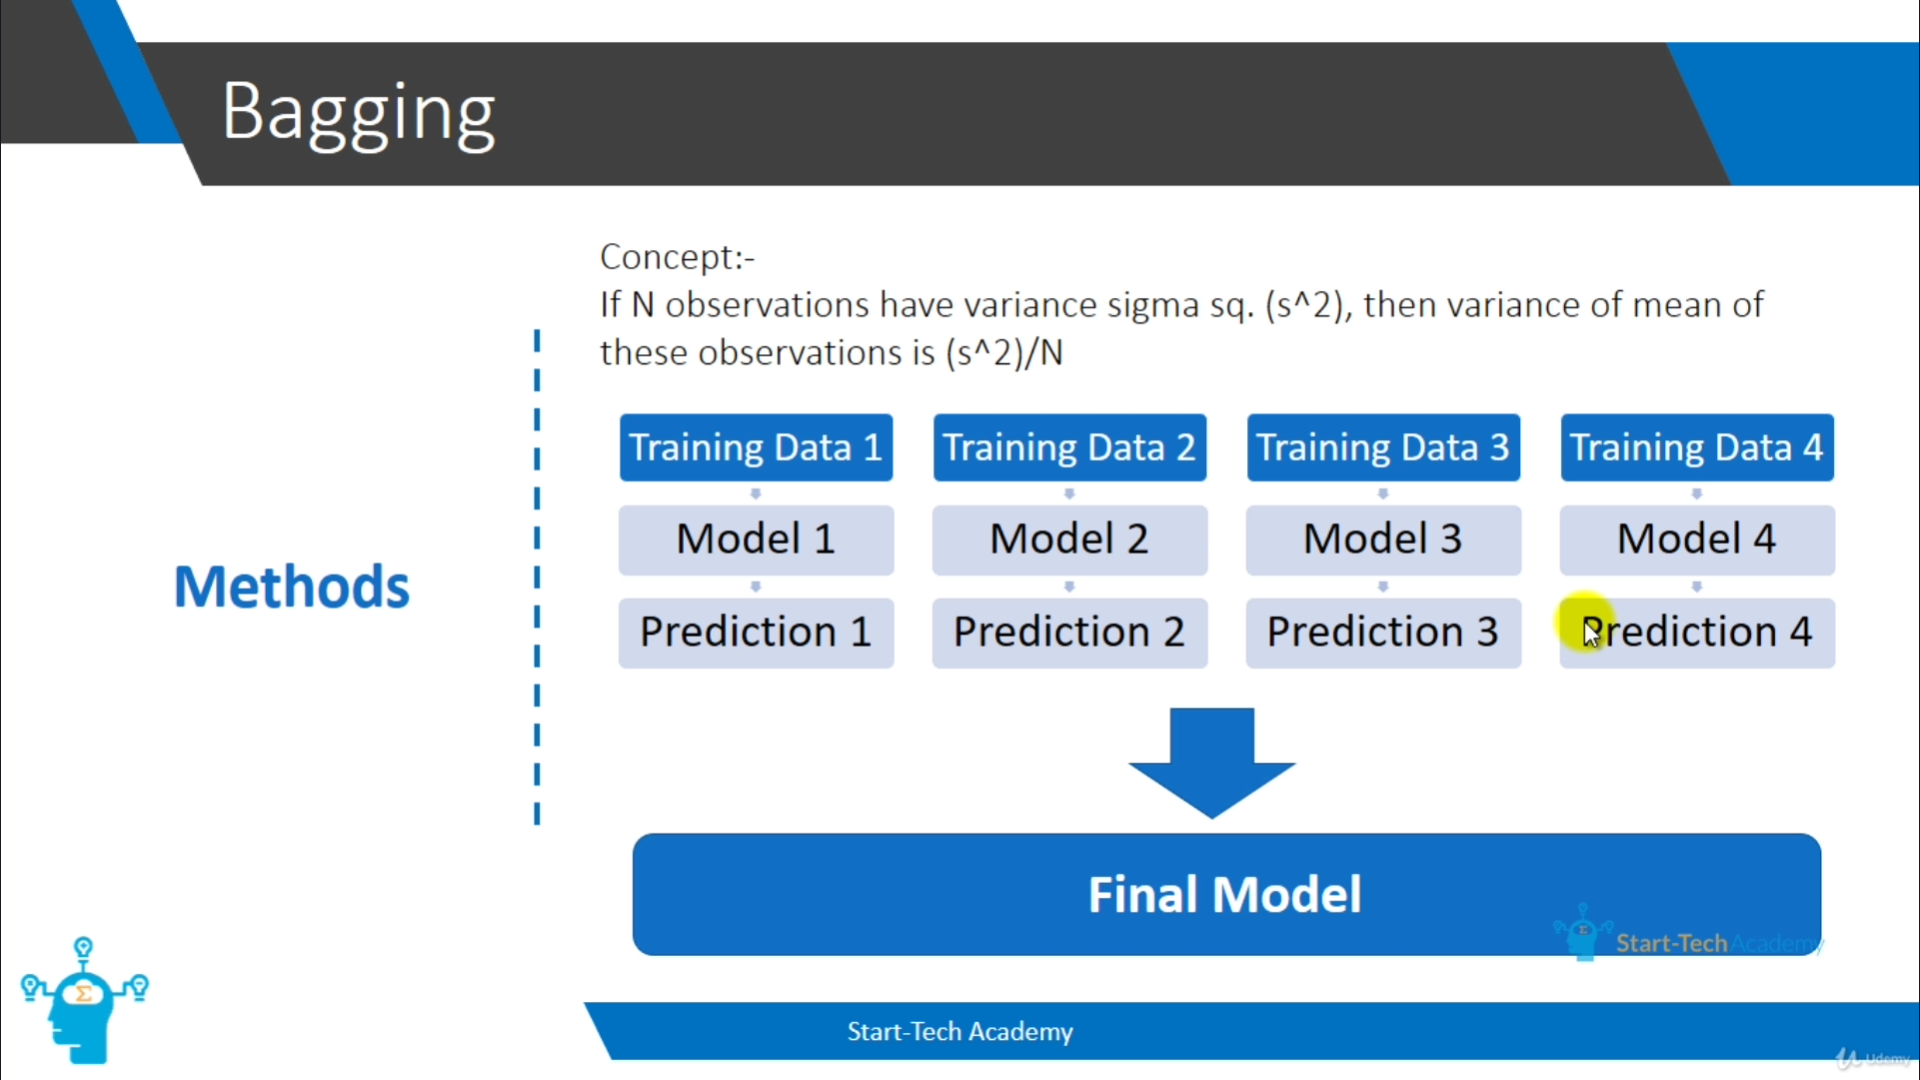 Bagging
Concept:-
If N observations have variance sigma sq. (s^2), then variance of mean of
these observations is (s^2)/N
Methods
Training Data 1
Training Data 2
Training Data 3
Training Data 4
Model 1
Model 2
Model 3
Model 4
Prediction 1
Prediction 2
Prediction 3
Prediction 4
Final Model
Σ
Start-Tech Academy
Σ
Start-Tech Academy
Udemy